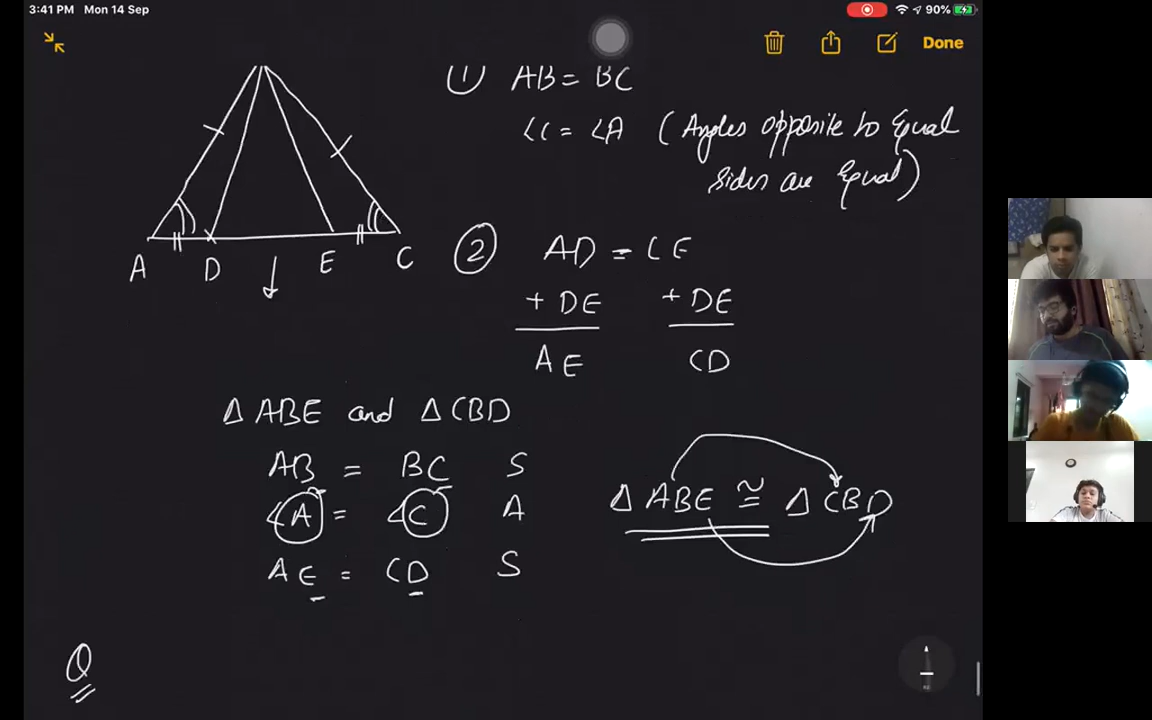 3:41 PM Mon 14 Sep
90%
Done
① AB = BC
∠C = ∠A (Angles opposite to Equal
Sides are Equal)
A D E C
② AD = CE
+ DE + DE
AE CD
Δ ABE and Δ CBD
AB = BC S
∠A = ∠C A
AE = CD S
Δ ABE ≅ Δ CBD
Q